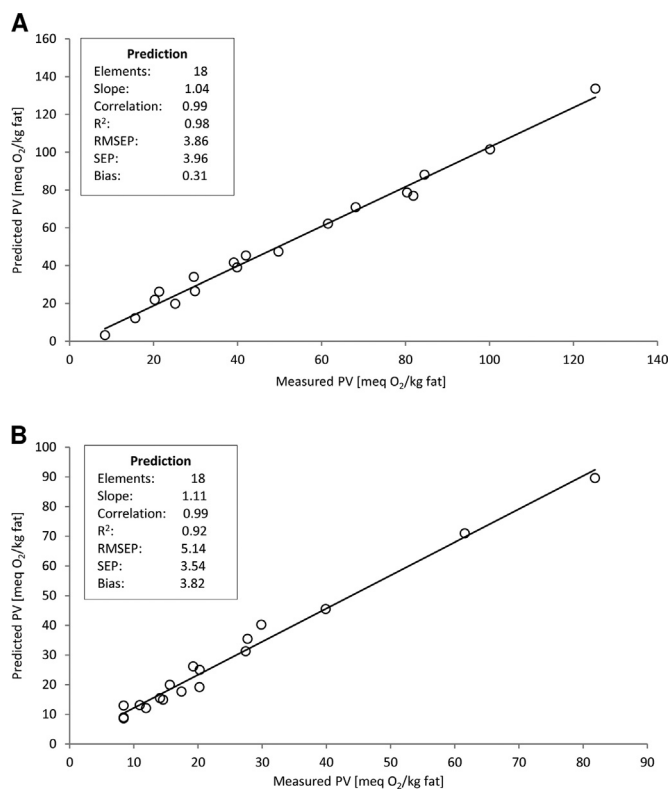 A
160
140
120
100
80
60
40
20
0
Predicted PV [meq O2/kg fat]
Prediction
Elements: 18
Slope: 1.04
Correlation: 0.99
R²: 0.98
RMSEP: 3.86
SEP: 3.96
Bias: 0.31
0 20 40 60 80 100 120 140
Measured PV [meq O2/kg fat]
B
100
90
80
70
60
50
40
30
20
10
0
Predicted PV [meq O2/kg fat]
Prediction
Elements: 18
Slope: 1.11
Correlation: 0.99
R²: 0.92
RMSEP: 5.14
SEP: 3.54
Bias: 3.82
0 10 20 30 40 50 60 70 80 90
Measured PV [meq O2/kg fat]